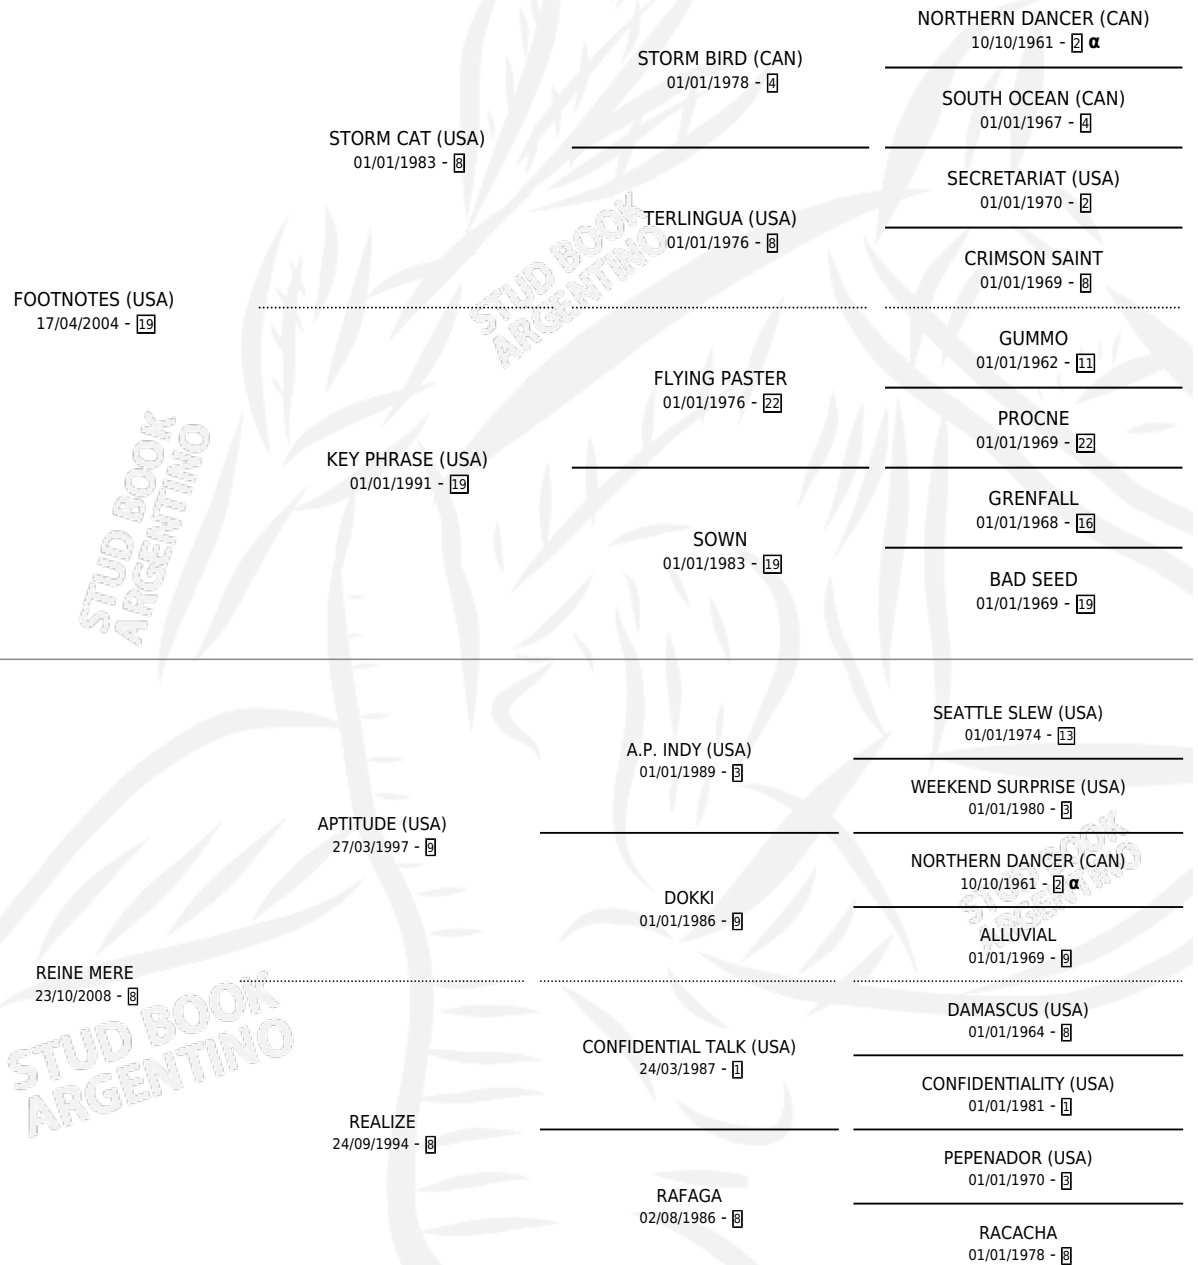 NORTHERN DANCER (CAN)
10/10/1961 - 2 α
STORM BIRD (CAN)
01/01/1978 - 4
SOUTH OCEAN (CAN)
01/01/1967 - 4
STORM CAT (USA)
01/01/1983 - 8
SECRETARIAT (USA)
01/01/1970 - 2
TERLINGUA (USA)
01/01/1976 - 8
CRIMSON SAINT
01/01/1969 - 8
FOOTNOTES (USA)
17/04/2004 - 19
GUMMO
01/01/1962 - 11
FLYING PASTER
01/01/1976 - 22
PROCNE
01/01/1969 - 22
KEY PHRASE (USA)
01/01/1991 - 19
GRENFALL
01/01/1968 - 16
SOWN
01/01/1983 - 19
BAD SEED
01/01/1969 - 19
SEATTLE SLEW (USA)
01/01/1974 - 13
A.P. INDY (USA)
01/01/1989 - 3
WEEKEND SURPRISE (USA)
01/01/1980 - 3
APTITUDE (USA)
27/03/1997 - 9
NORTHERN DANCER (CAN)
10/10/1961 - 2 α
DOKKI
01/01/1986 - 9
ALLUVIAL
01/01/1969 - 9
REINE MERE
23/10/2008 - 8
DAMASCUS (USA)
01/01/1964 - 8
CONFIDENTIAL TALK (USA)
24/03/1987 - 1
CONFIDENTIALITY (USA)
01/01/1981 - 1
REALIZE
24/09/1994 - 8
PEPENADOR (USA)
01/01/1970 - 3
RAFAGA
02/08/1986 - 8
RACACHA
01/01/1978 - 8
STUD BOOK
ARGENTINO
STUD BOOK
ARGENTINO
STUD BOOK
ARGENTINO
STUD BOOK
ARGENTINO